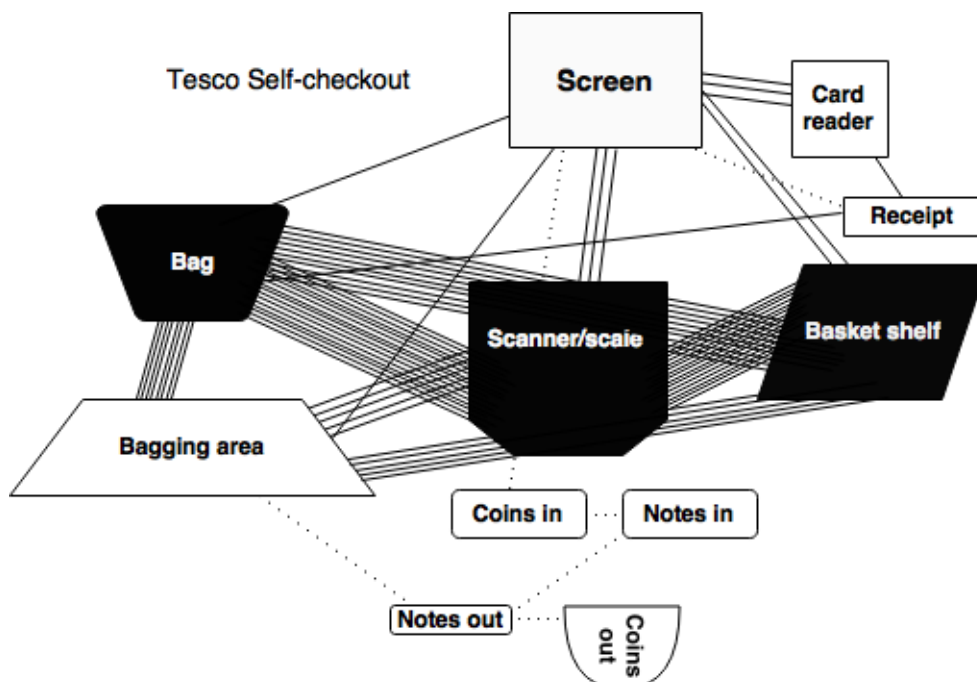 Tesco Self-checkout
Screen
Card
reader
Receipt
Bag
Scanner/scale
Basket shelf
Bagging area
Coins in
Notes in
Notes out
Coins
out